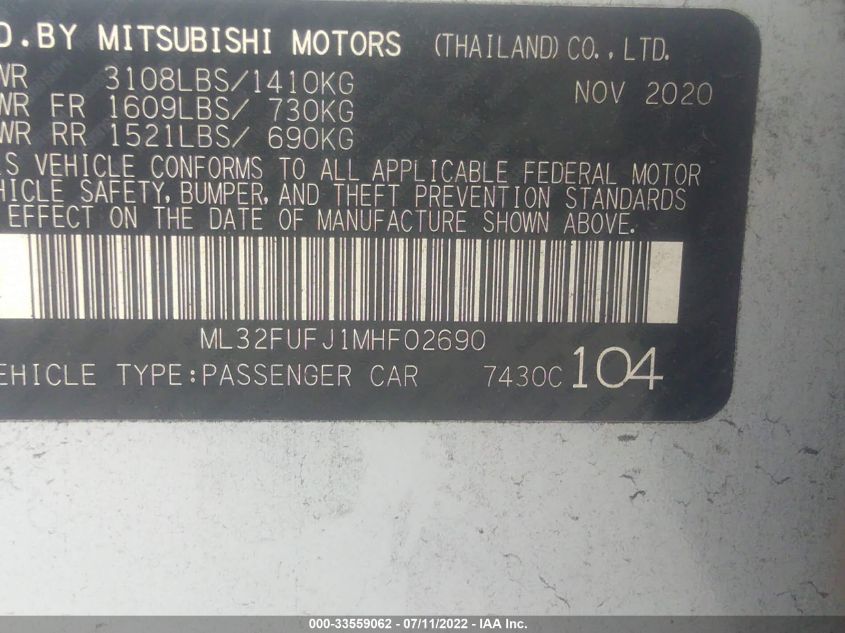 D.BY MITSUBISHI MOTORS (THAILAND) CO., LTD.
WR 3108LBS/1410KG NOV 2020
WR FR 1609LBS/ 730KG
WR RR 1521LBS/ 690KG
IS VEHICLE CONFORMS TO ALL APPLICABLE FEDERAL MOTOR
HICLE SAFETY, BUMPER, AND THEFT PREVENTION STANDARDS
EFFECT ON THE DATE OF MANUFACTURE SHOWN ABOVE.
ML32FUFJ1MHF02690
EHICLE TYPE:PASSENGER CAR 7430C 104
000-33559062 - 07/11/2022 - IAA Inc.